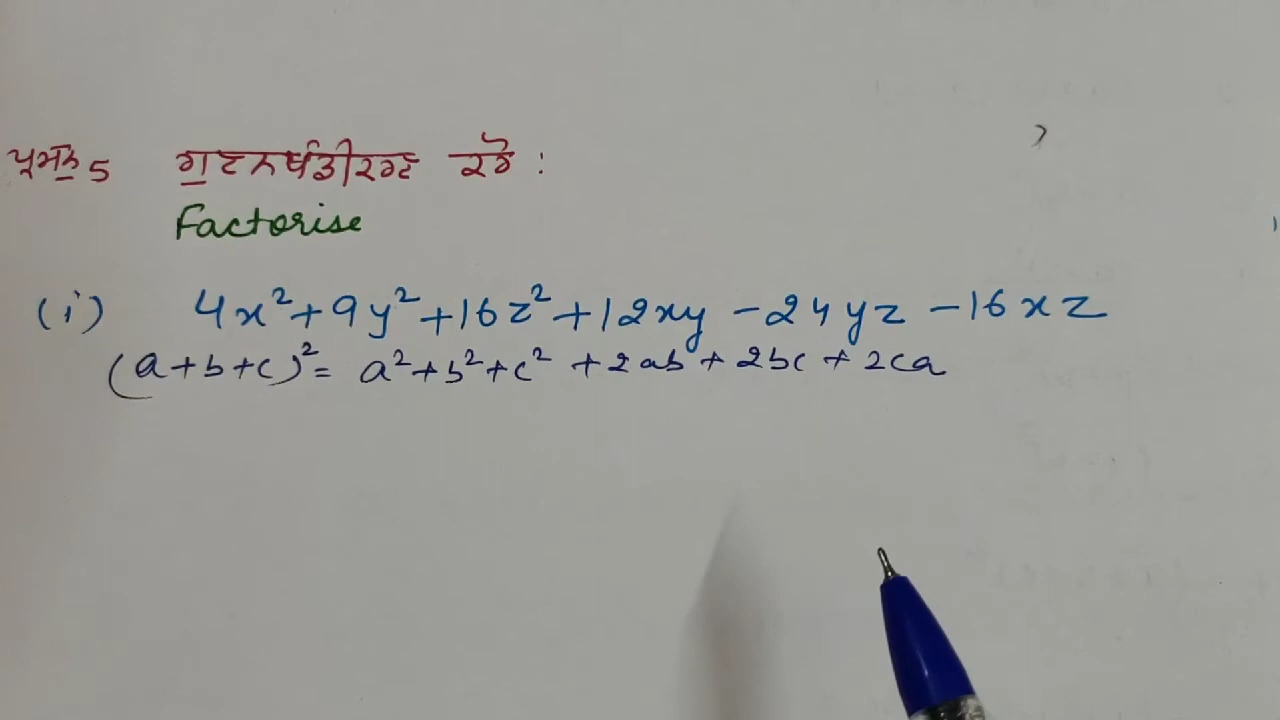 ਪ੍ਰਸ਼ਨ 5 ਗੁਣਨਖੰਡੀਕਰਣ ਕਰੋ :
Factorise
(i) 4x² + 9y² + 16z² + 12xy - 24yz - 16xz
(a + b + c)² = a² + b² + c² + 2ab + 2bc + 2ca